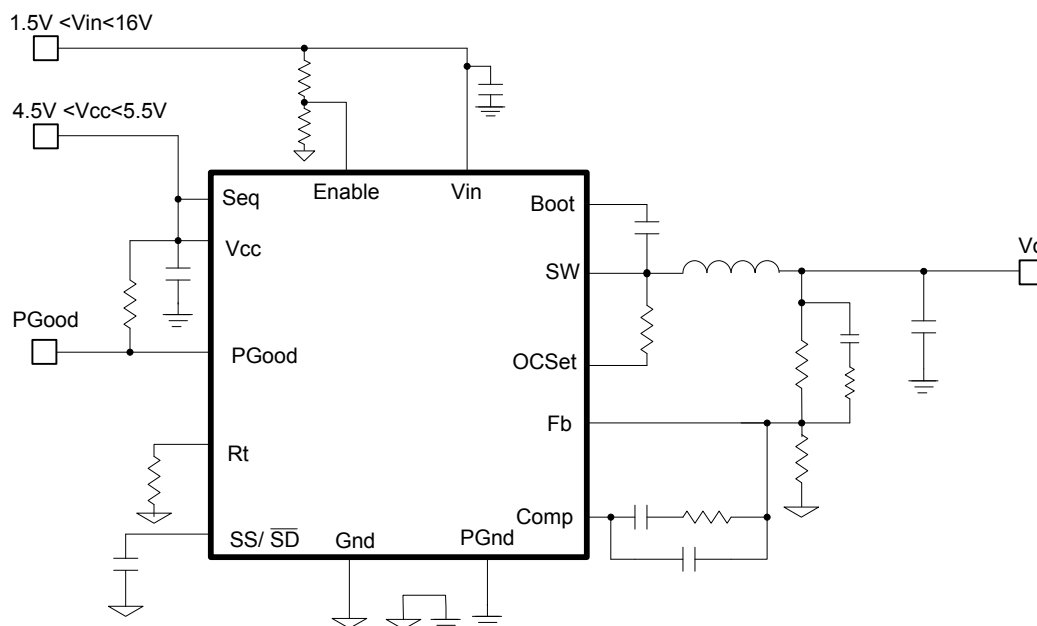 1.5V <Vin<16V
4.5V <Vcc<5.5V
Enable
Vin
Seq
Boot
Vcc
SW
Vo
PGood
PGood
OCSet
Fb
Rt
Comp
SS/ SD
Gnd
PGnd